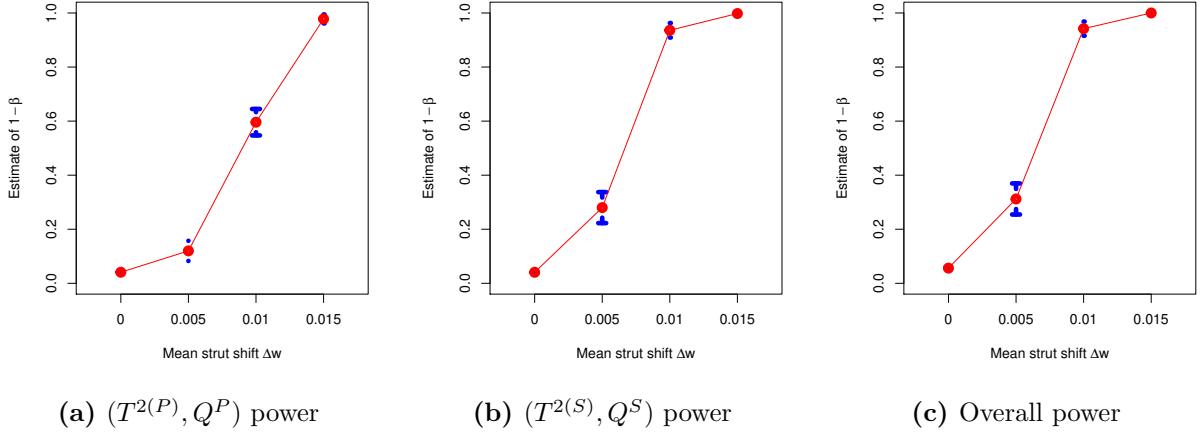 1.0
0.8
0.6
0.4
0.2
0.0
Estimate of 1 − β
0 0.005 0.01 0.015
Mean strut shift Δw
(a) (T^{2(P)}, Q^P) power
1.0
0.8
0.6
0.4
0.2
0.0
Estimate of 1 − β
0 0.005 0.01 0.015
Mean strut shift Δw
(b) (T^{2(S)}, Q^S) power
1.0
0.8
0.6
0.4
0.2
0.0
Estimate of 1 − β
0 0.005 0.01 0.015
Mean strut shift Δw
(c) Overall power